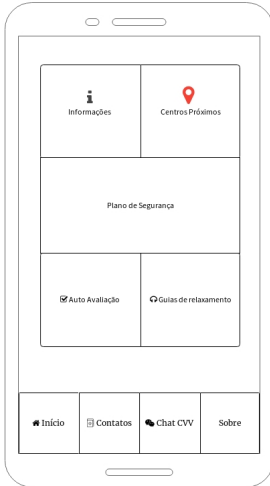 Informações
Centros Próximos
Plano de Segurança
Auto Avaliação
Guias de relaxamento
Início
Contatos
Chat CVV
Sobre